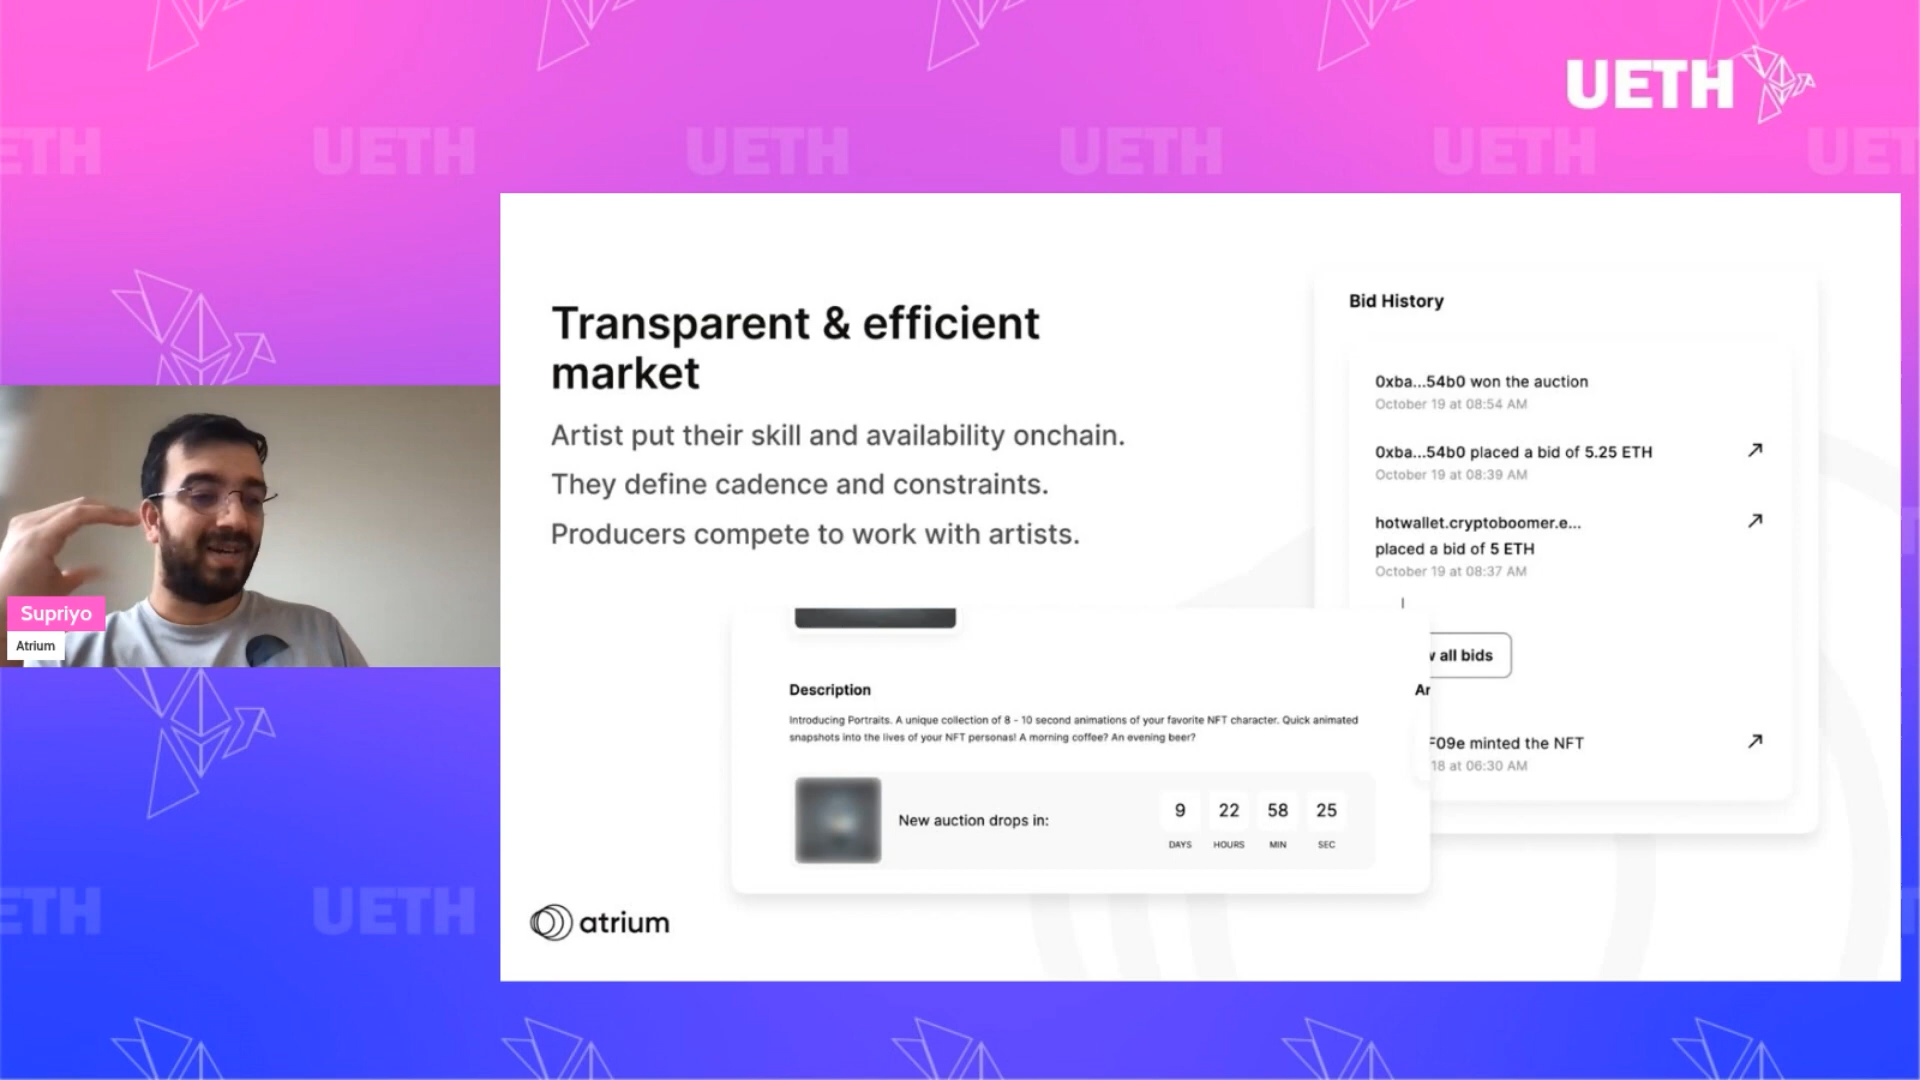 UETH
ETH UETH UETH UETH UETH UET
Transparent & efficient
market
Artist put their skill and availability onchain.
They define cadence and constraints.
Producers compete to work with artists.
Bid History
0xba...54b0 won the auction
October 19 at 08:54 AM
0xba...54b0 placed a bid of 5.25 ETH
October 19 at 08:39 AM
hotwallet.cryptoboomer.e...
placed a bid of 5 ETH
October 19 at 08:37 AM
all bids
F09e minted the NFT
18 at 06:30 AM
Supriyo
Atrium
Description
Ar
Introducing Portraits. A unique collection of 8 - 10 second animations of your favorite NFT character. Quick animated
snapshots into the lives of your NFT personas! A morning coffee? An evening beer?
New auction drops in:
9 22 58 25
DAYS HOURS MIN SEC
atrium
ETH UETH